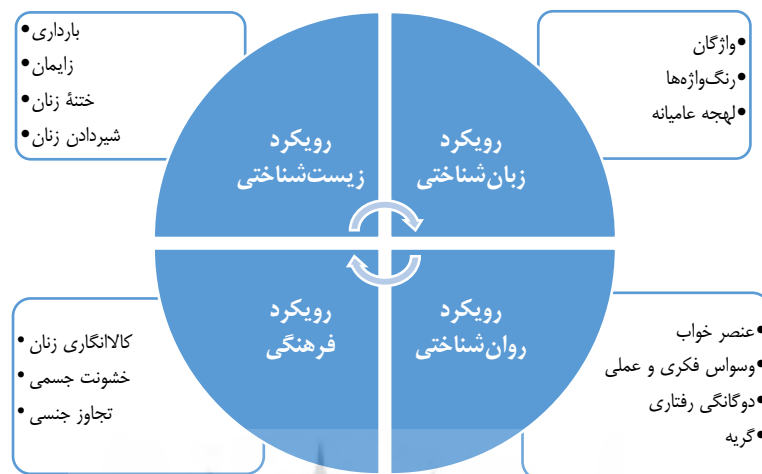 •واژگان
•رنگ‌واژه‌ها
•لهجه عامیانه
رویکرد
زبان‌شناختی
•بارداری
•زایمان
•ختنهٔ زنان
•شیردادن زنان
رویکرد
زیست‌شناختی
•عنصر خواب
•وسواس فکری و عملی
•دوگانگی رفتاری
•گریه
رویکرد
روان‌شناختی
•کالاانگاری زنان
•خشونت جسمی
•تجاوز جنسی
رویکرد
فرهنگی